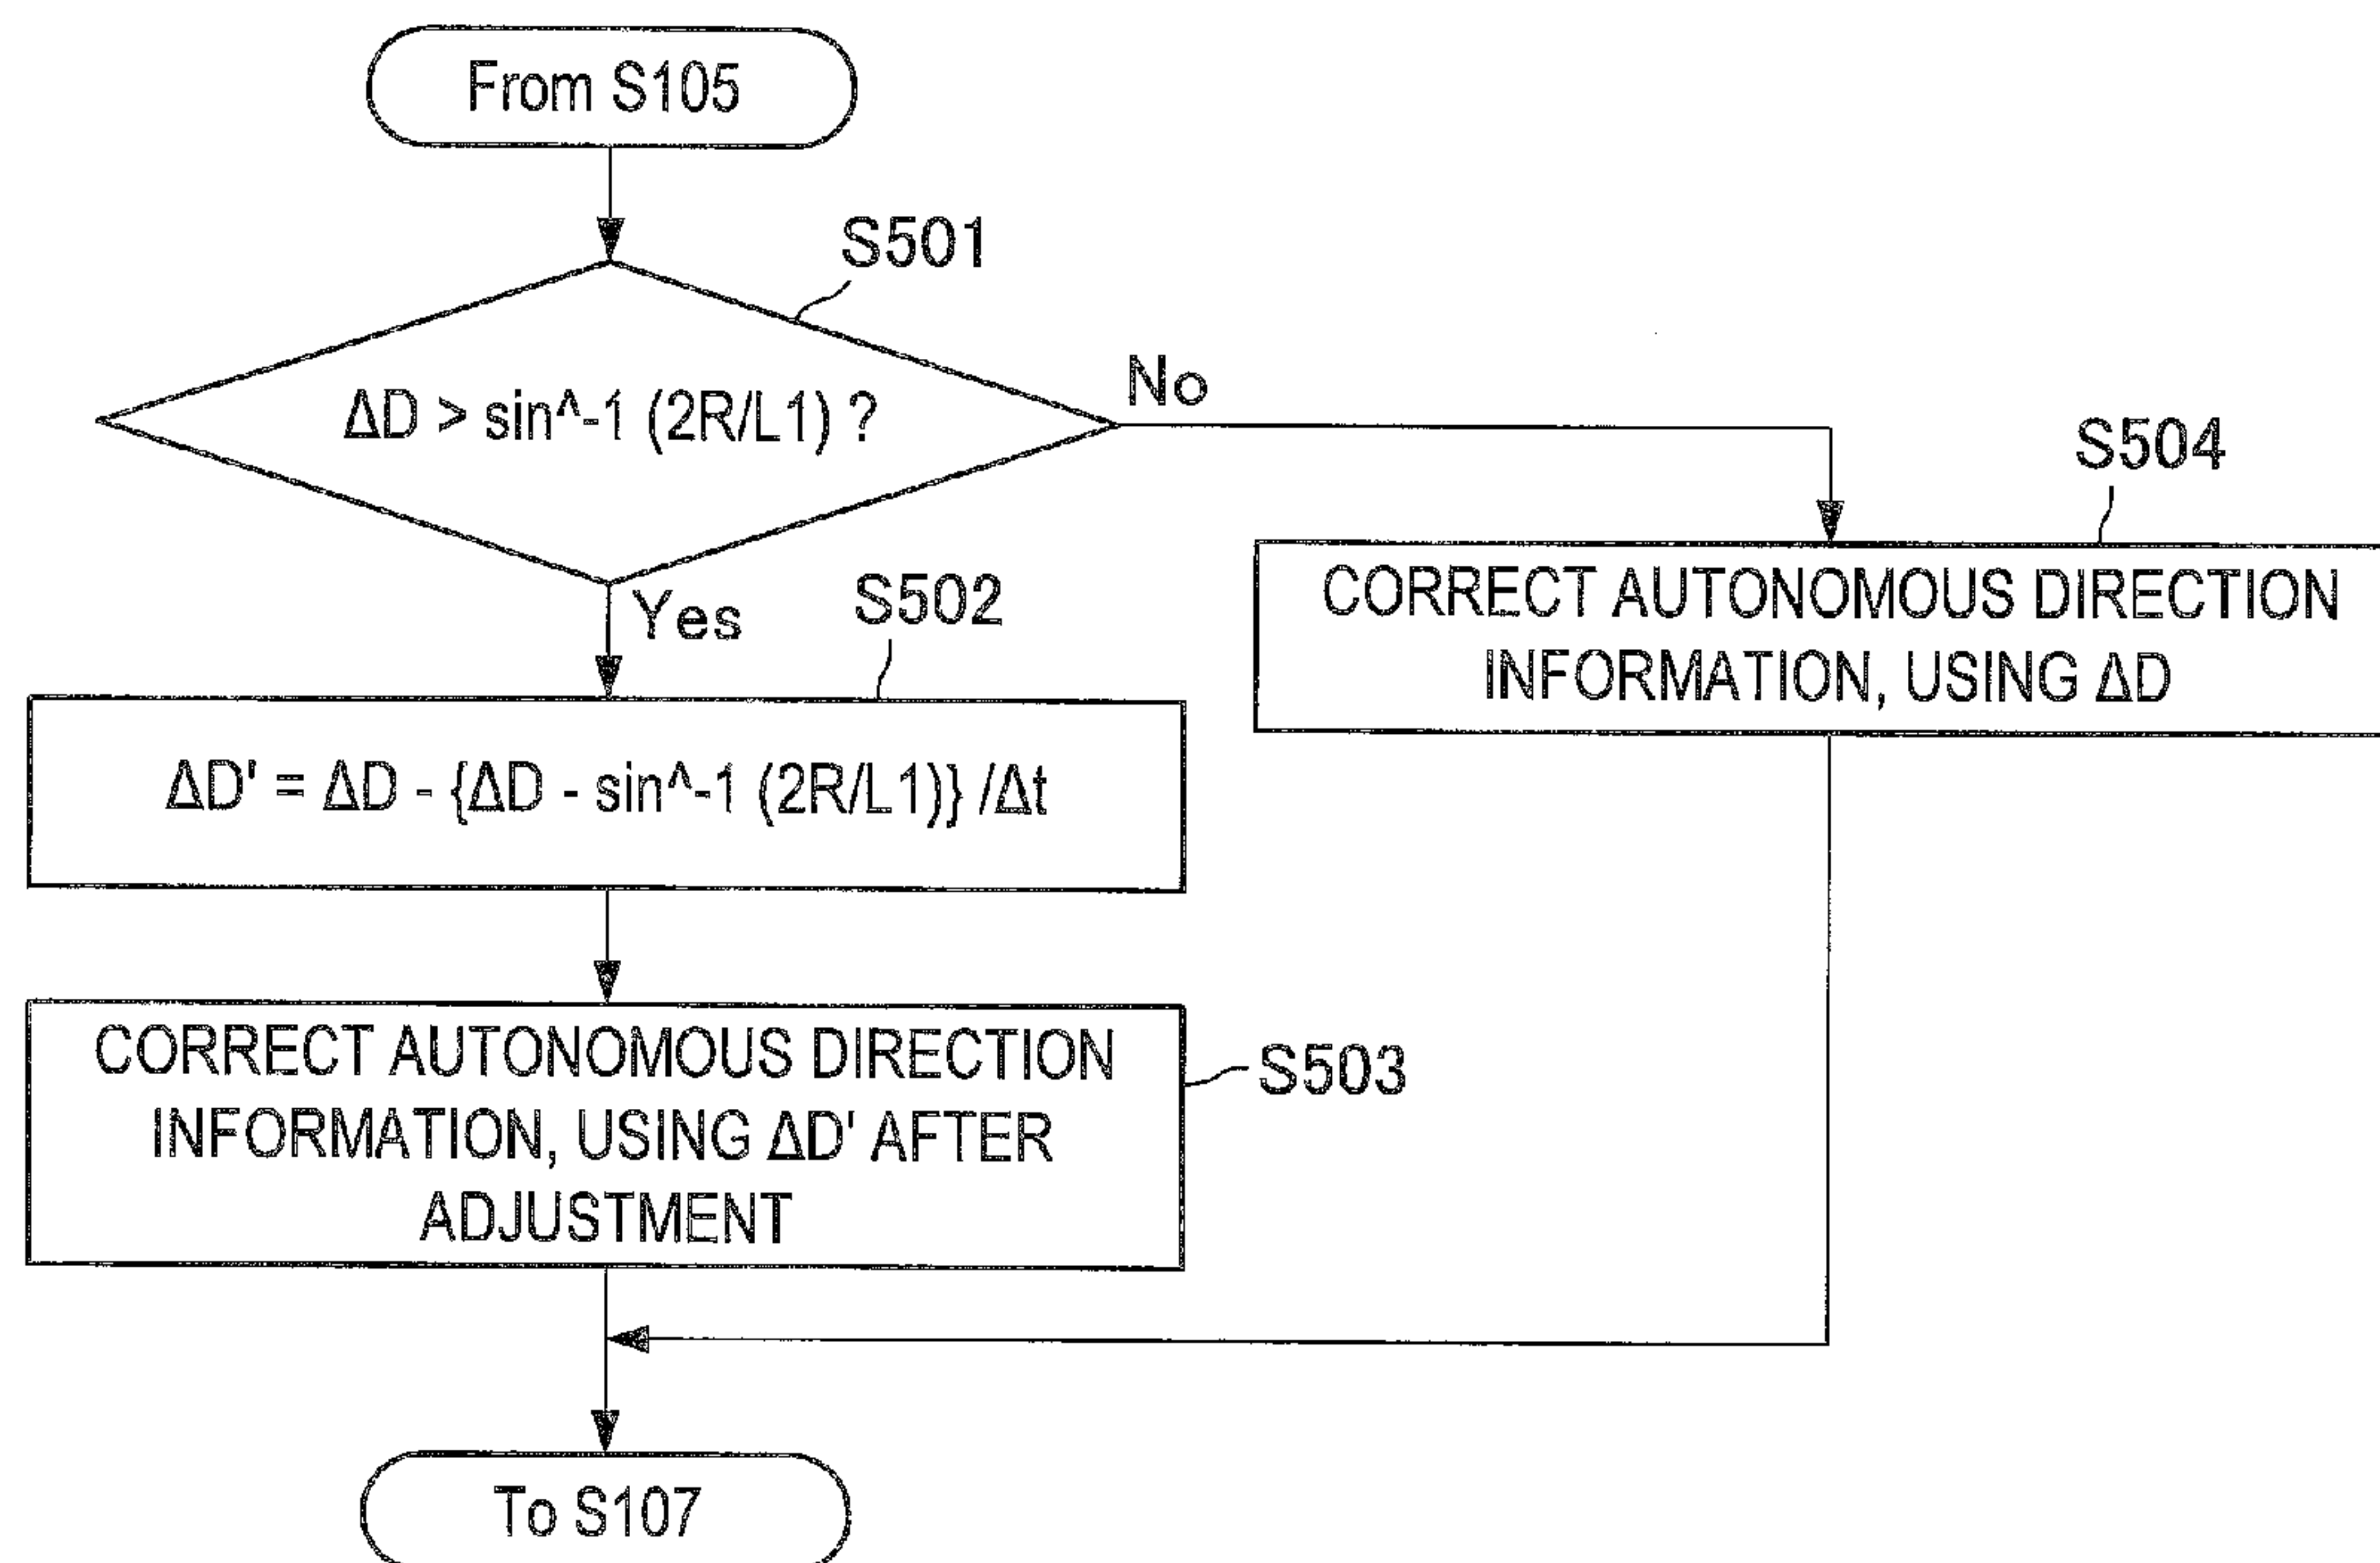 From S105
S501
ΔD > sin^-1 (2R/L1) ?
No
Yes
S502
ΔD' = ΔD - {ΔD - sin^-1 (2R/L1)} /Δt
S504
CORRECT AUTONOMOUS DIRECTION
INFORMATION, USING ΔD
CORRECT AUTONOMOUS DIRECTION
INFORMATION, USING ΔD' AFTER
ADJUSTMENT
S503
To S107